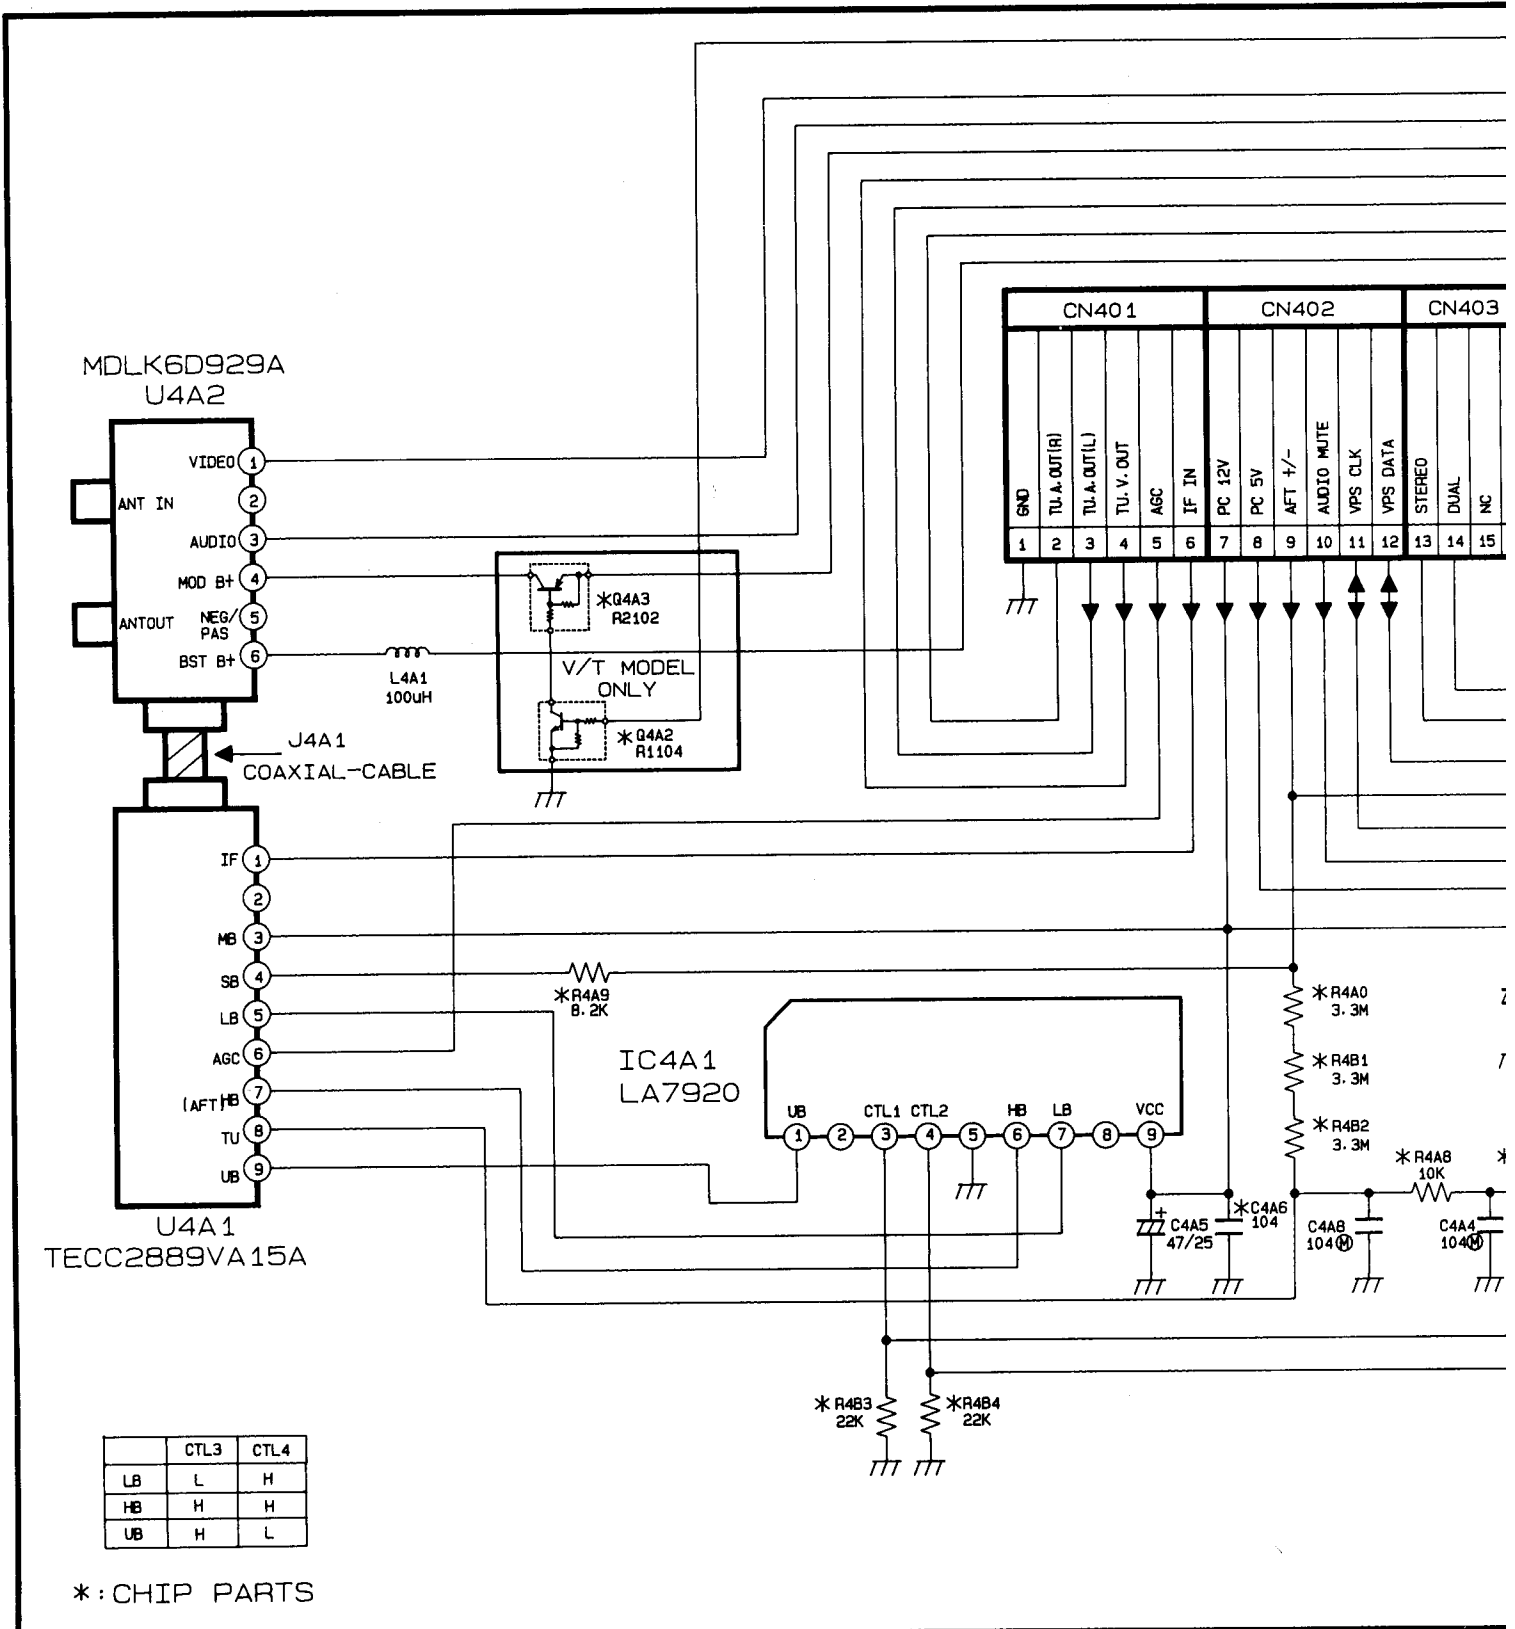 CN401
CN402
CN403
GND
TU.A.OUT(R)
TU.A.OUT(L)
TU.V.OUT
AGC
IF IN
PC 12V
PC 5V
AFT +/-
AUDIO MUTE
VPS CLK
VPS DATA
STEREO
DUAL
NC
1 2 3 4 5 6 7 8 9 10 11 12 13 14 15
MDLK6D929A
U4A2
VIDEO 1
ANT IN
2
AUDIO 3
MOD B+ 4
ANTOUT
NEG/
PAS
5
BST B+ 6
L4A1
100uH
*Q4A3
R2102
V/T MODEL
ONLY
*Q4A2
R1104
J4A1
COAXIAL-CABLE
IF 1
2
MB 3
SB 4
LB 5
AGC 6
(AFT)HB 7
TU 8
UB 9
U4A1
TECC2889VA15A
*R4A9
8.2K
IC4A1
LA7920
UB CTL1 CTL2 HB LB VCC
1 2 3 4 5 6 7 8 9
*R4A0
3.3M
*R4B1
3.3M
*R4B2
3.3M
*R4A8
10K
*
+
C4A5
47/25
*C4A6
104
C4A8
104Ⓜ
C4A4
104Ⓜ
*R4B3
22K
*R4B4
22K
CTL3 CTL4
LB L H
HB H H
UB H L
*:CHIP PARTS